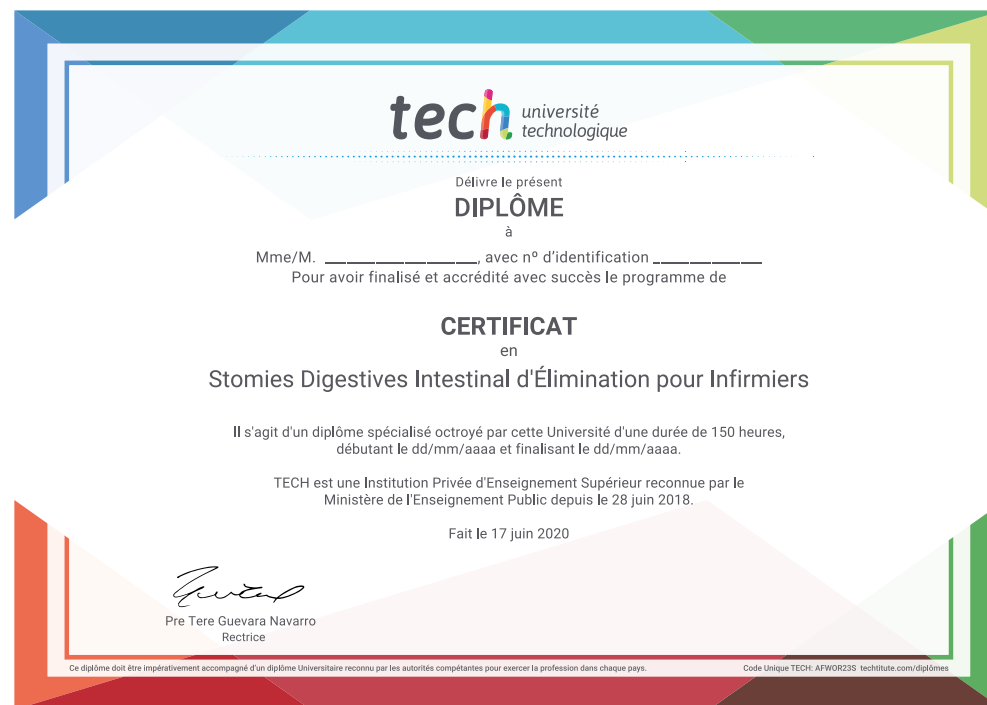 tech université
technologique
Délivre le présent
DIPLÔME
à
Mme/M. ________________, avec nº d'identification ____________
Pour avoir finalisé et accrédité avec succès le programme de
CERTIFICAT
en
Stomies Digestives Intestinal d'Élimination pour Infirmiers
Il s'agit d'un diplôme spécialisé octroyé par cette Université d'une durée de 150 heures,
débutant le dd/mm/aaaa et finalisant le dd/mm/aaaa.
TECH est une Institution Privée d'Enseignement Supérieur reconnue par le
Ministère de l'Enseignement Public depuis le 28 juin 2018.
Fait le 17 juin 2020
Pre Tere Guevara Navarro
Rectrice
Ce diplôme doit être impérativement accompagné d'un diplôme Universitaire reconnu par les autorités compétantes pour exercer la profession dans chaque pays.
Code Unique TECH: AFWOR23S techtitute.com/diplômes